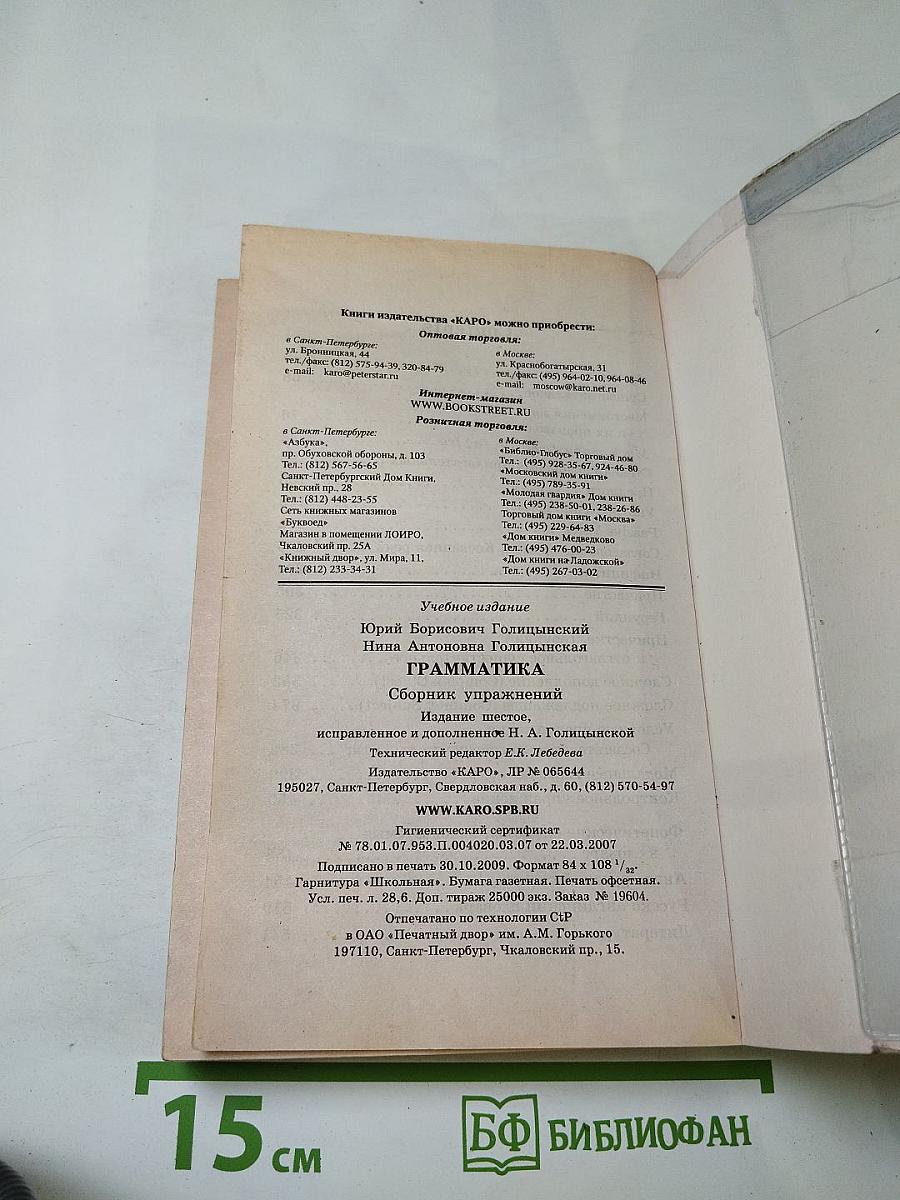 Книги издательства «КАРО» можно приобрести:
Оптовая торговля:
в Санкт-Петербурге:
ул. Бронницкая, 44
тел./факс: (812) 575-94-39, 320-84-79
e-mail: karo@peterstar.ru
в Москве:
ул. Краснобогатырская, 31
тел./факс: (495) 964-02-10, 964-08-46
e-mail: moscow@karo.net.ru
Интернет-магазин
WWW.BOOKSTREET.RU
Розничная торговля:
в Санкт-Петербурге:
«Азбука»,
пр. Обуховской обороны, д. 103
Тел.: (812) 567-56-65
Санкт-Петербургский Дом Книги,
Невский пр., 28
Тел.: (812) 448-23-55
Сеть книжных магазинов
«Буквоед»
Магазин в помещении ЛОИРО,
Чкаловский пр. 25А
«Книжный двор», ул. Мира, 11,
Тел.: (812) 233-34-31
в Москве:
«Библио-Глобус» Торговый дом
Тел.: (495) 928-35-67, 924-46-80
«Московский дом книги»
Тел.: (495) 789-35-91
«Молодая гвардия» Дом книги
Тел.: (495) 238-50-01, 238-26-86
Торговый дом книги «Москва»
Тел.: (495) 229-64-83
«Дом книги» Медведково
Тел.: (495) 476-00-23
«Дом книги на Ладожской»
Тел.: (495) 267-03-02
Учебное издание
Юрий Борисович Голицынский
Нина Антоновна Голицынская
ГРАММАТИКА
Сборник упражнений
Издание шестое,
исправленное и дополненное Н. А. Голицынской
Технический редактор Е.К. Лебедева
Издательство «КАРО», ЛР № 065644
195027, Санкт-Петербург, Свердловская наб., д. 60, (812) 570-54-97
WWW.KARO.SPB.RU
Гигиенический сертификат
№ 78.01.07.953.П.004020.03.07 от 22.03.2007
Подписано в печать 30.10.2009. Формат 84 х 108 1/32.
Гарнитура «Школьная». Бумага газетная. Печать офсетная.
Усл. печ. л. 28,6. Доп. тираж 25000 экз. Заказ № 19604.
Отпечатано по технологии CtP
в ОАО «Печатный двор» им. А.М. Горького
197110, Санкт-Петербург, Чкаловский пр., 15.
15 см
БФ БИБЛИОФАН